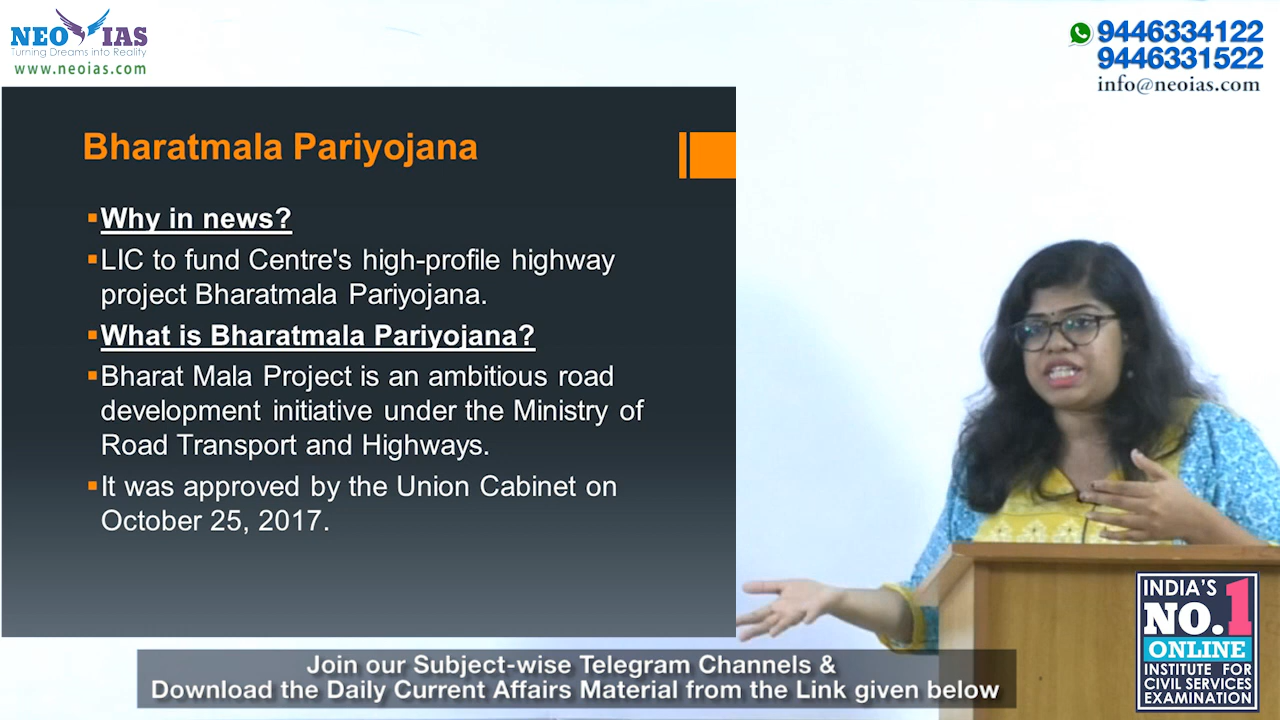 NEO IAS
Turning Dreams into Reality
www.neoias.com
9446334122
9446331522
info@neoias.com
Bharatmala Pariyojana
Why in news?
LIC to fund Centre's high-profile highway
project Bharatmala Pariyojana.
What is Bharatmala Pariyojana?
Bharat Mala Project is an ambitious road
development initiative under the Ministry of
Road Transport and Highways.
It was approved by the Union Cabinet on
October 25, 2017.
INDIA'S
NO.1
ONLINE
INSTITUTE FOR
CIVIL SERVICES
EXAMINATION
Join our Subject-wise Telegram Channels &
Download the Daily Current Affairs Material from the Link given below